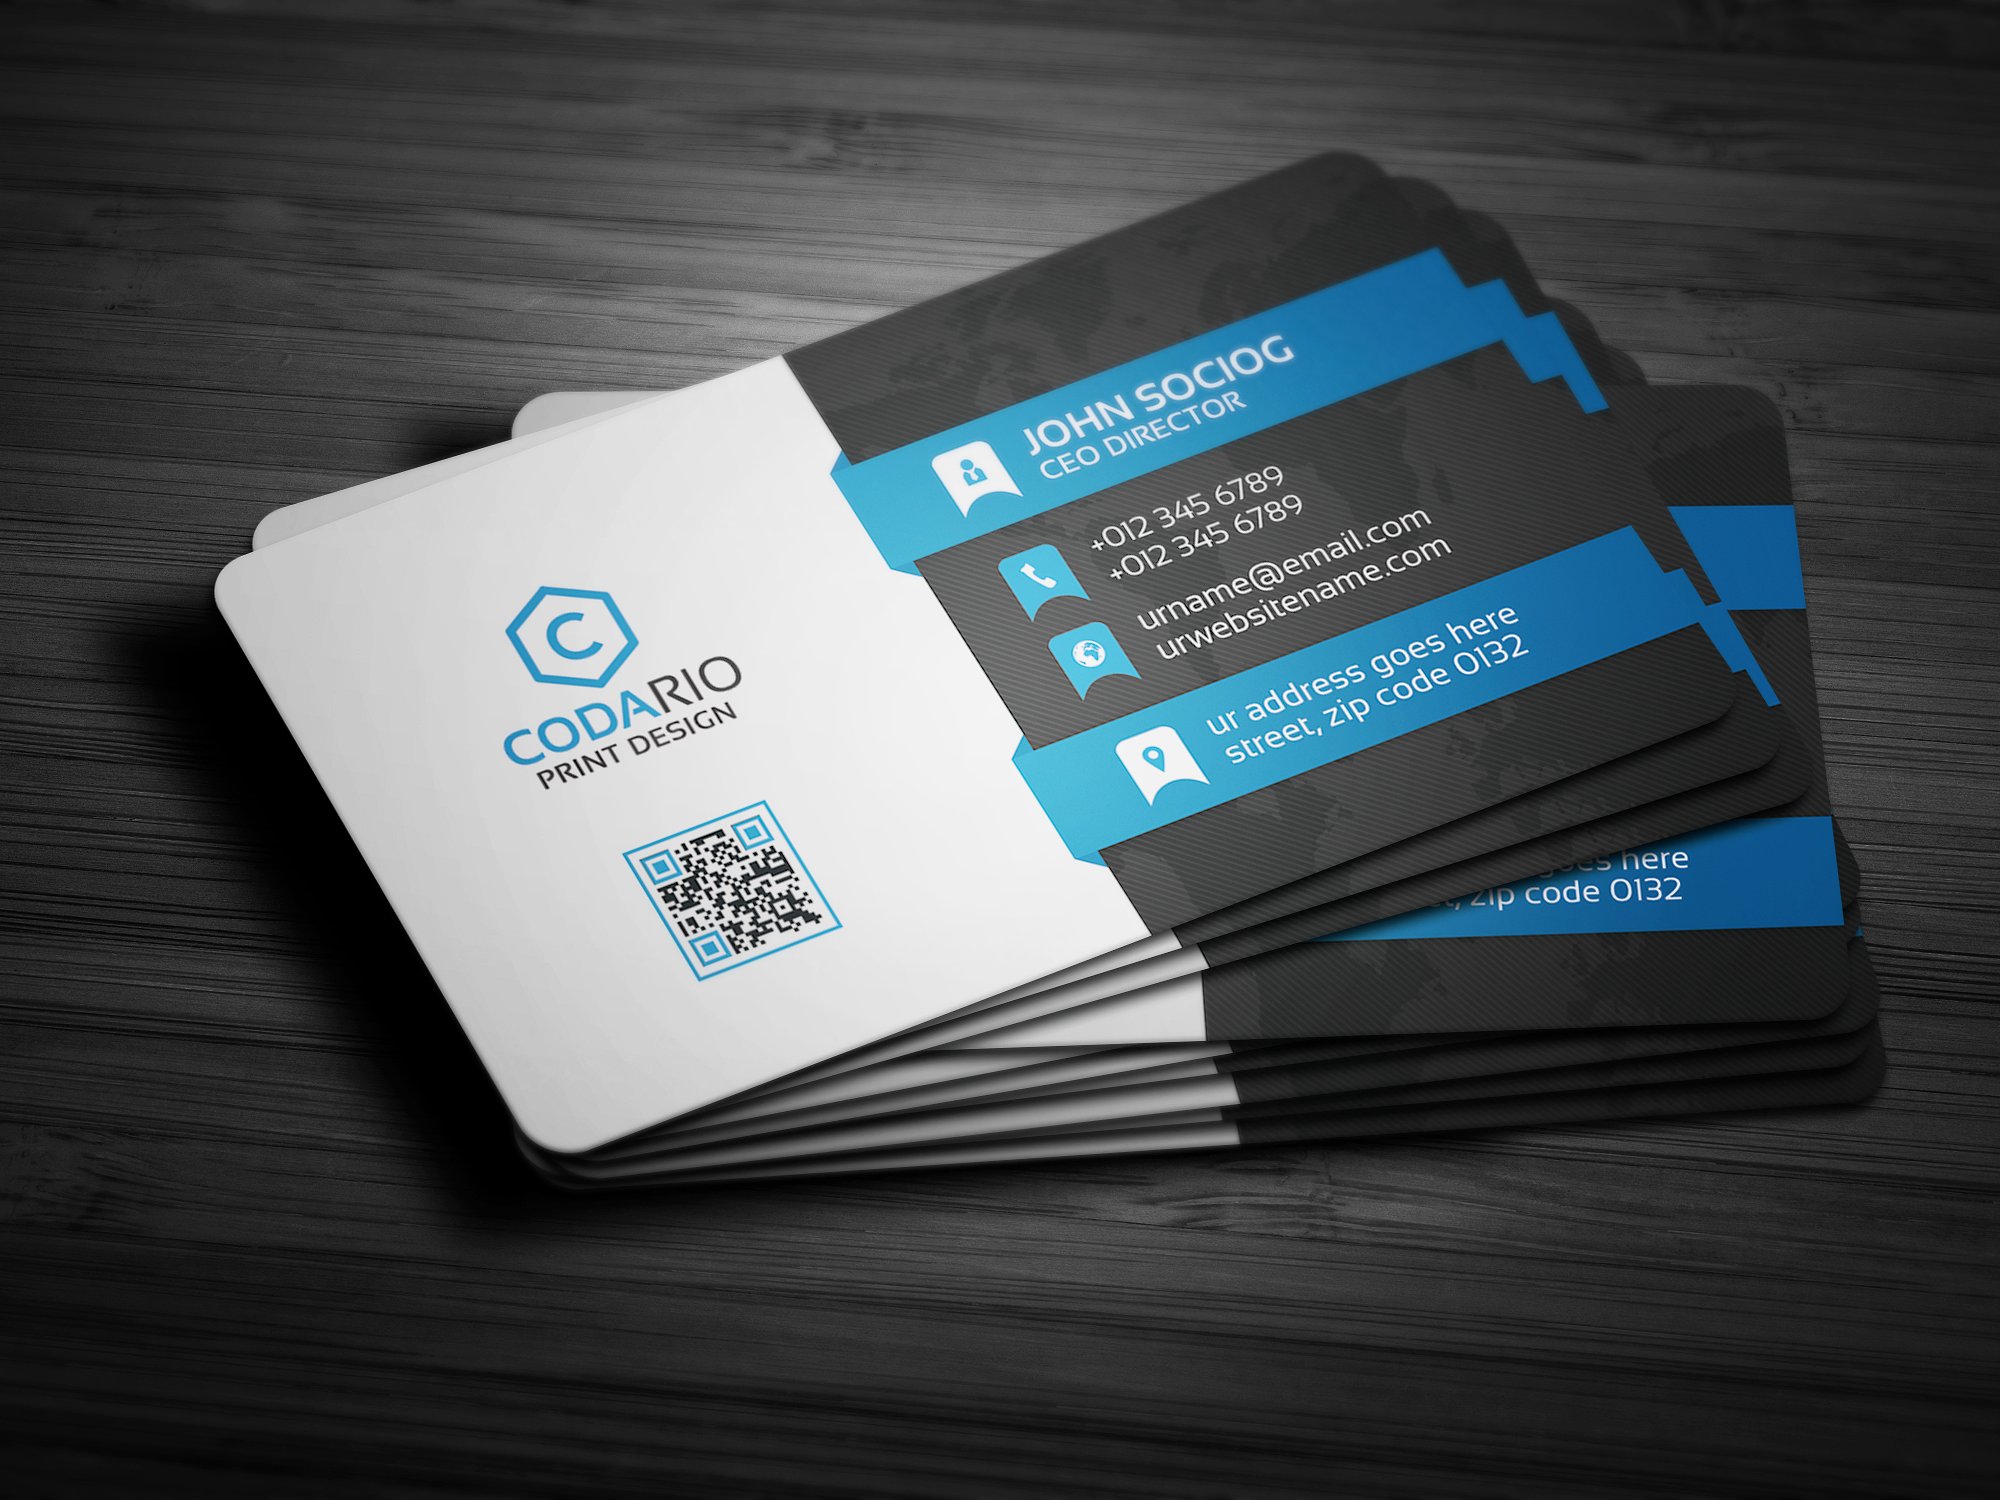 C
CODARIO
PRINT DESIGN
JOHN SOCIOG
CEO DIRECTOR
+012 345 6789
+012 345 6789
urname@email.com
urwebsitename.com
ur address goes here
street, zip code 0132
goes here
zip code 0132